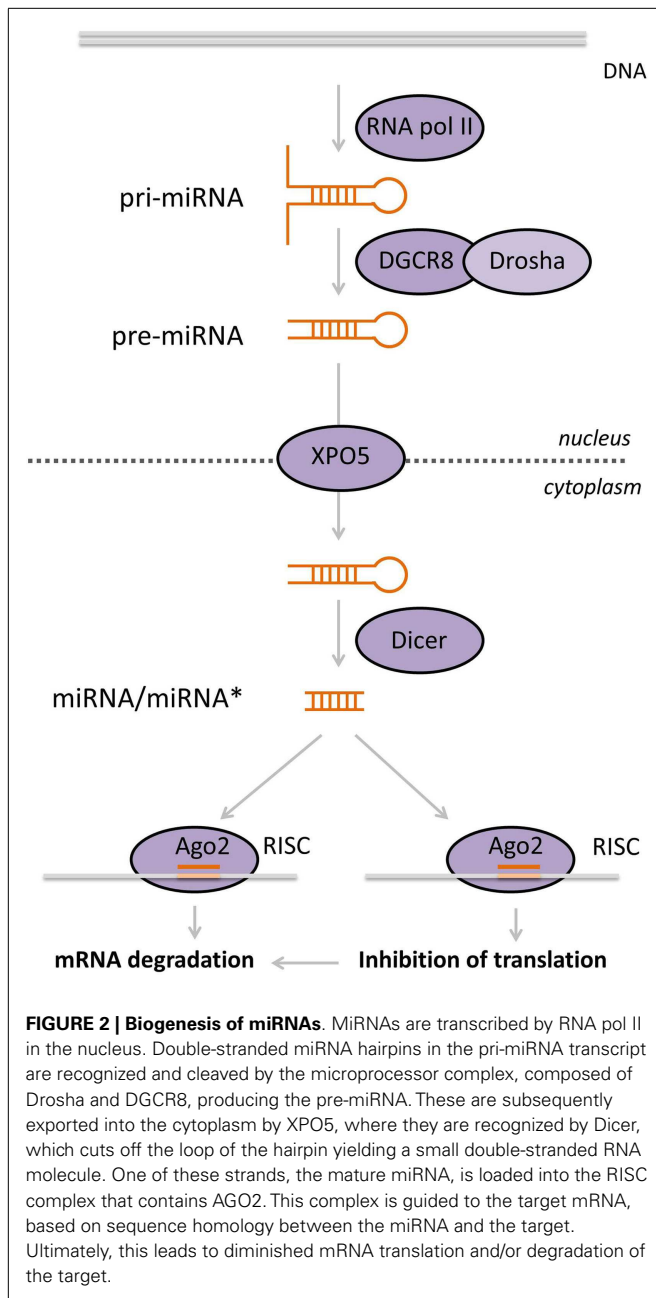 DNA
RNA pol II
pri-miRNA
DGCR8
Drosha
pre-miRNA
XPO5
nucleus
cytoplasm
Dicer
miRNA/miRNA*
Ago2
RISC
Ago2
RISC
mRNA degradation
Inhibition of translation
FIGURE 2 | Biogenesis of miRNAs. MiRNAs are transcribed by RNA pol II
in the nucleus. Double-stranded miRNA hairpins in the pri-miRNA transcript
are recognized and cleaved by the microprocessor complex, composed of
Drosha and DGCR8, producing the pre-miRNA. These are subsequently
exported into the cytoplasm by XPO5, where they are recognized by Dicer,
which cuts off the loop of the hairpin yielding a small double-stranded RNA
molecule. One of these strands, the mature miRNA, is loaded into the RISC
complex that contains AGO2. This complex is guided to the target mRNA,
based on sequence homology between the miRNA and the target.
Ultimately, this leads to diminished mRNA translation and/or degradation of
the target.